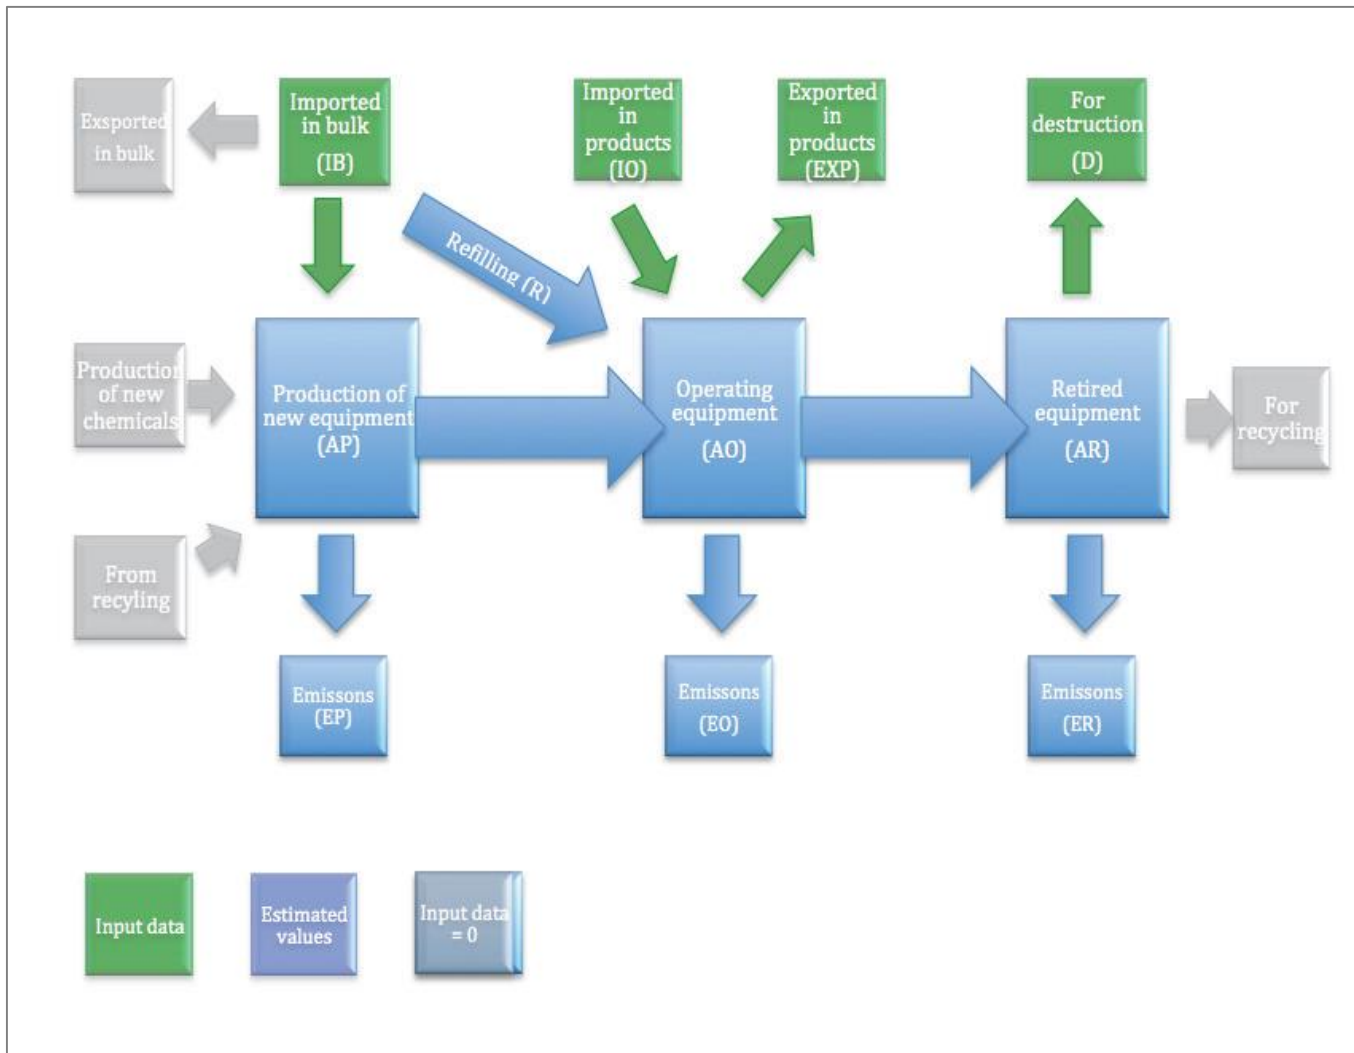 Exsported
in bulk
Imported
in bulk
(IB)
Imported
in
products
(IO)
Exported
in
products
(EXP)
For
destruction
(D)
Refilling (R)
Production
of new
chemicals
Production of
new equipment
(AP)
Operating
equipment
(AO)
Retired
equipment
(AR)
For
recycling
From
recyling
Emissons
(EP)
Emissons
(EO)
Emissons
(ER)
Input data
Estimated
values
Input data
= 0